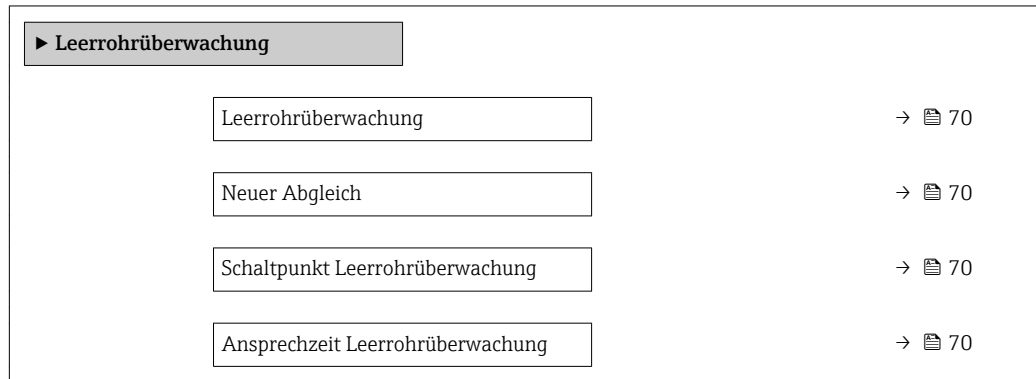 ► Leerrohrüberwachung
Leerrohrüberwachung → 70
Neuer Abgleich → 70
Schaltpunkt Leerrohrüberwachung → 70
Ansprechzeit Leerrohrüberwachung → 70